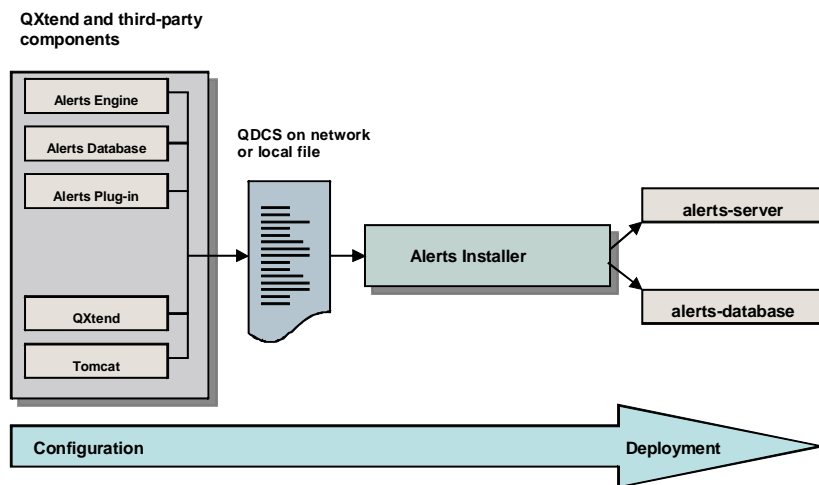 QXtend and third-party
components
Alerts Engine
Alerts Database
Alerts Plug-in
QXtend
Tomcat
QDCS on network
or local file
Alerts Installer
alerts-server
alerts-database
Configuration
Deployment